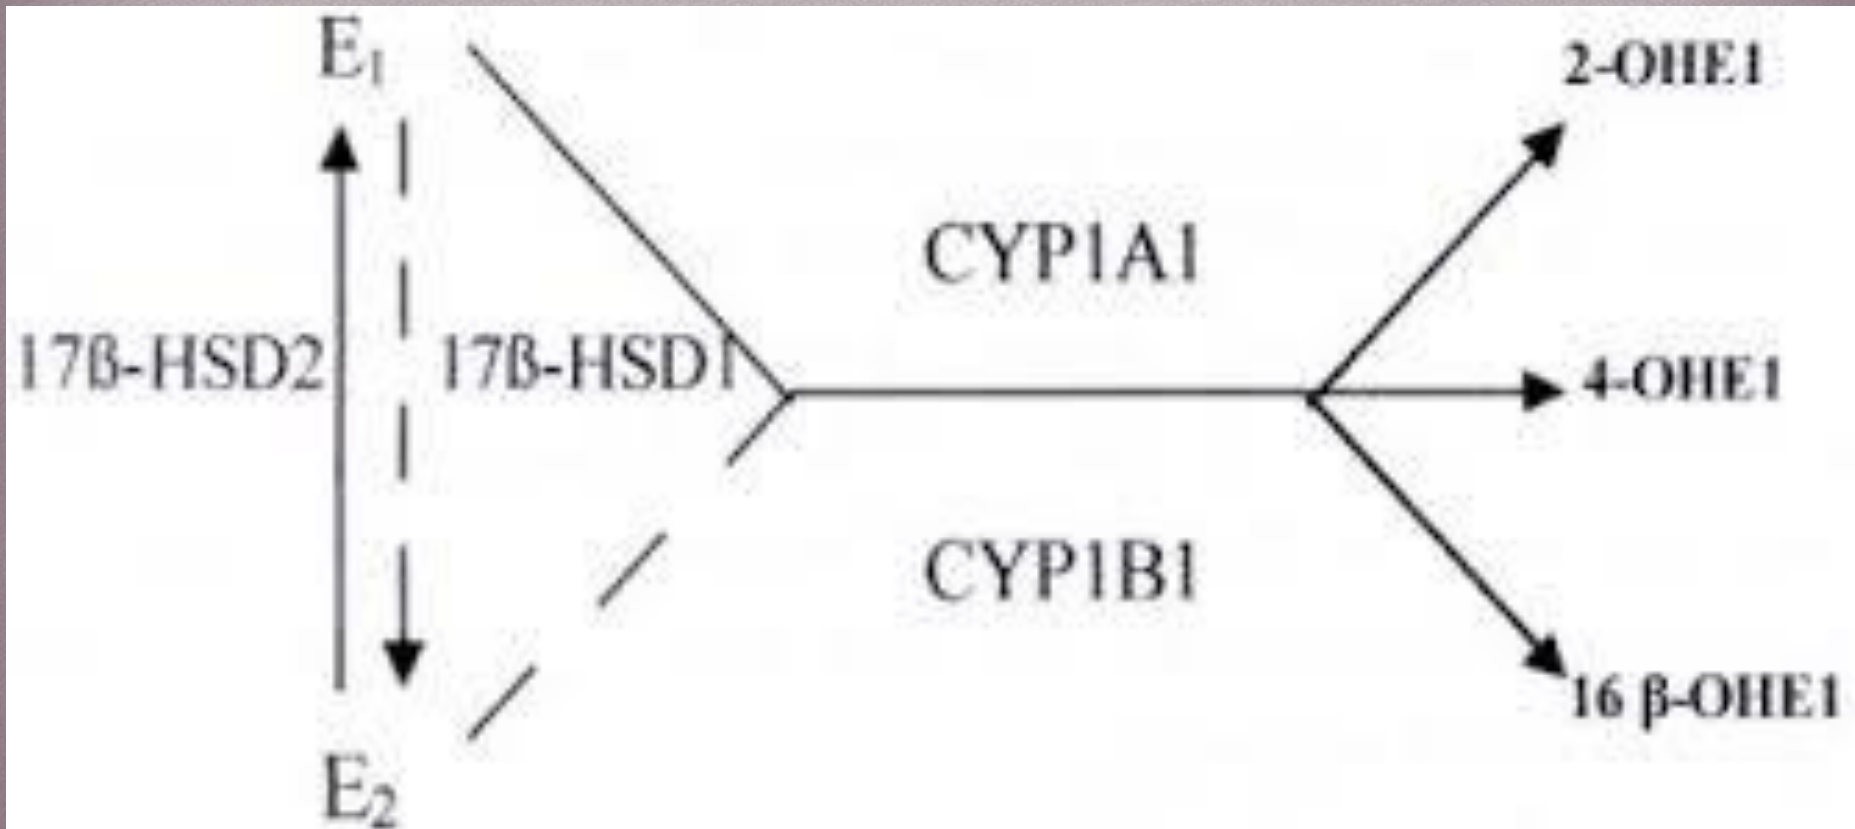 E₁
2-OHE1
CYP1A1
17ß-HSD2
17ß-HSD1
4-OHE1
CYP1B1
16 β-OHE1
E₂